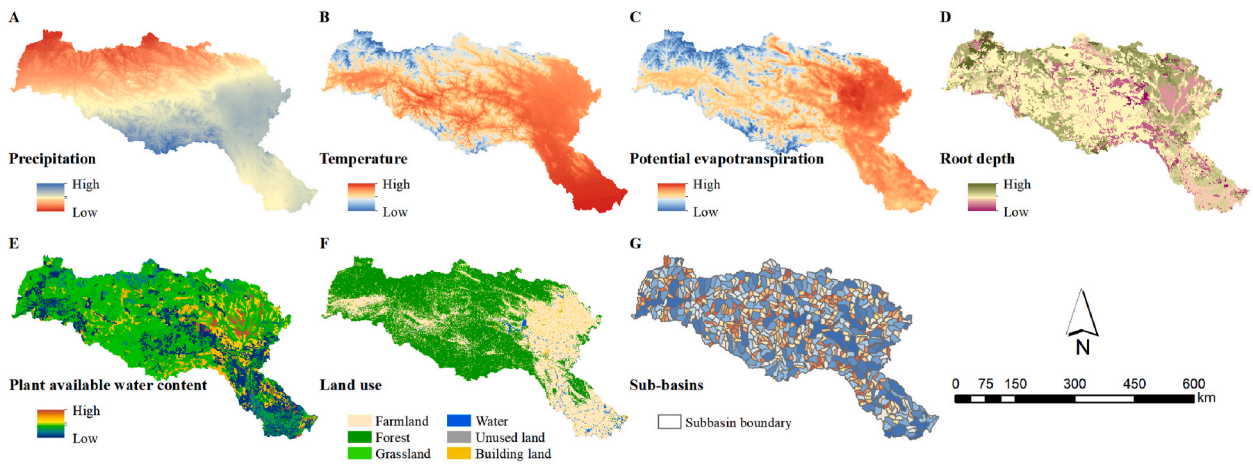 A
B
C
D
Precipitation
Temperature
Potential evapotranspiration
Root depth
High
Low
High
Low
High
Low
High
Low
E
F
G
Plant available water content
Land use
Sub-basins
High
Low
Farmland
Forest
Grassland
Water
Unused land
Building land
Subbasin boundary
N
0 75 150 300 450 600
km